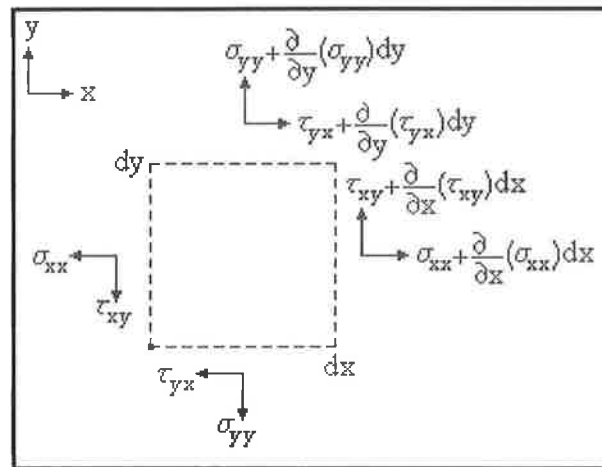 y
x
σyy+∂/∂y(σyy)dy
τyx+∂/∂y(τyx)dy
dy
τxy+∂/∂x(τxy)dx
σxx
σxx+∂/∂x(σxx)dx
τxy
τyx
dx
σyy